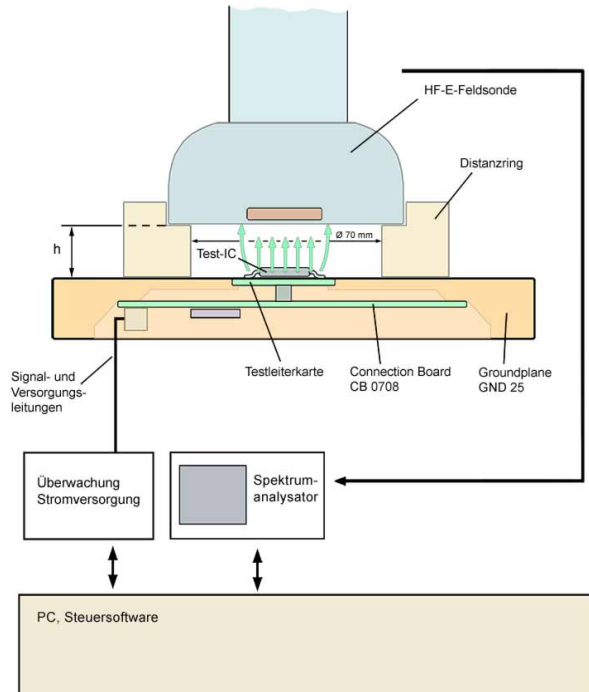 HF-E-Feldsonde
Distanzring
h
Ø 70 mm
Test-IC
Testleiterkarte
Connection Board
CB 0708
Groundplane
GND 25
Signal- und
Versorgungs-
leitungen
Überwachung
Stromversorgung
Spektrum-
analysator
PC, Steuersoftware